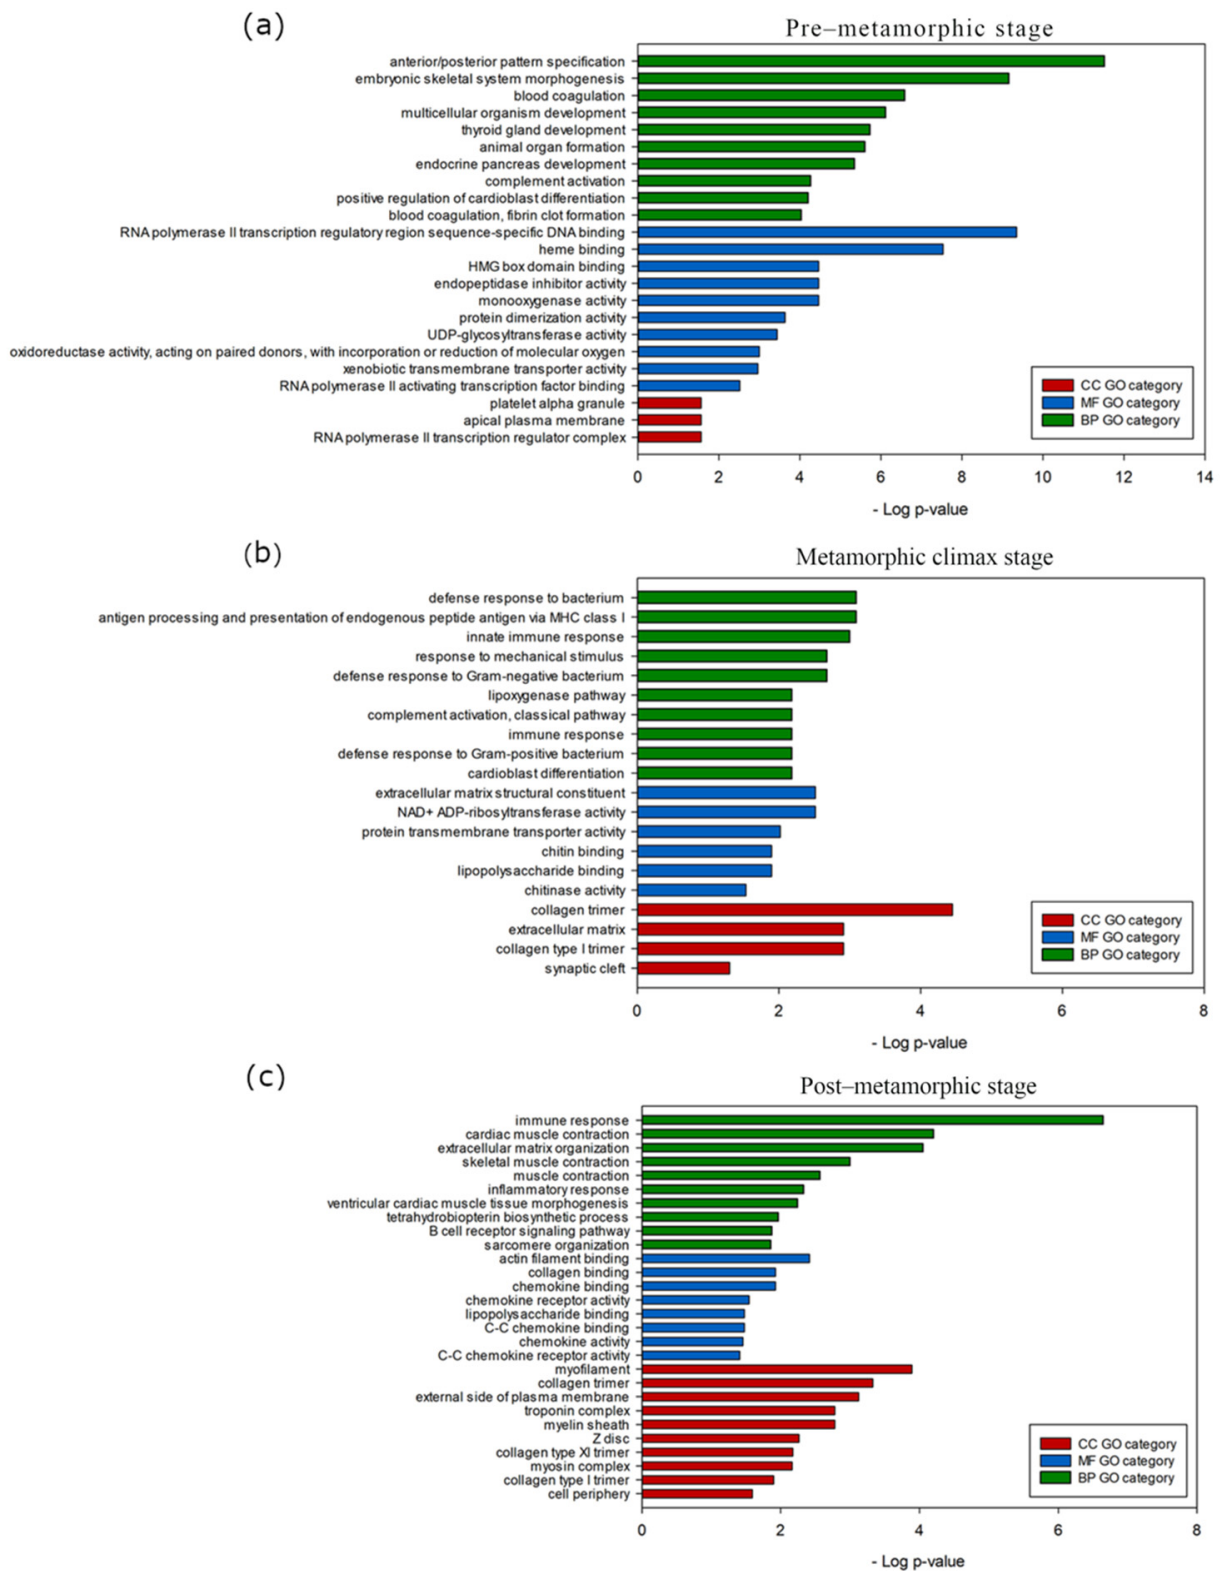 (a)
Pre–metamorphic stage
anterior/posterior pattern specification
embryonic skeletal system morphogenesis
blood coagulation
multicellular organism development
thyroid gland development
animal organ formation
endocrine pancreas development
complement activation
positive regulation of cardioblast differentiation
blood coagulation, fibrin clot formation
RNA polymerase II transcription regulatory region sequence-specific DNA binding
heme binding
HMG box domain binding
endopeptidase inhibitor activity
monooxygenase activity
protein dimerization activity
UDP-glycosyltransferase activity
oxidoreductase activity, acting on paired donors, with incorporation or reduction of molecular oxygen
xenobiotic transmembrane transporter activity
RNA polymerase II activating transcription factor binding
platelet alpha granule
apical plasma membrane
RNA polymerase II transcription regulator complex
CC GO category
MF GO category
BP GO category
0 2 4 6 8 10 12 14
- Log p-value
(b)
Metamorphic climax stage
defense response to bacterium
antigen processing and presentation of endogenous peptide antigen via MHC class I
innate immune response
response to mechanical stimulus
defense response to Gram-negative bacterium
lipoxygenase pathway
complement activation, classical pathway
immune response
defense response to Gram-positive bacterium
cardioblast differentiation
extracellular matrix structural constituent
NAD+ ADP-ribosyltransferase activity
protein transmembrane transporter activity
chitin binding
lipopolysaccharide binding
chitinase activity
collagen trimer
extracellular matrix
collagen type I trimer
synaptic cleft
CC GO category
MF GO category
BP GO category
0 2 4 6 8
- Log p-value
(c)
Post–metamorphic stage
immune response
cardiac muscle contraction
extracellular matrix organization
skeletal muscle contraction
muscle contraction
inflammatory response
ventricular cardiac muscle tissue morphogenesis
tetrahydrobiopterin biosynthetic process
B cell receptor signaling pathway
sarcomere organization
actin filament binding
collagen binding
chemokine binding
chemokine receptor activity
lipopolysaccharide binding
C-C chemokine binding
chemokine activity
C-C chemokine receptor activity
myofilament
collagen trimer
external side of plasma membrane
troponin complex
myelin sheath
Z disc
collagen type XI trimer
myosin complex
collagen type I trimer
cell periphery
CC GO category
MF GO category
BP GO category
0 2 4 6 8
- Log p-value